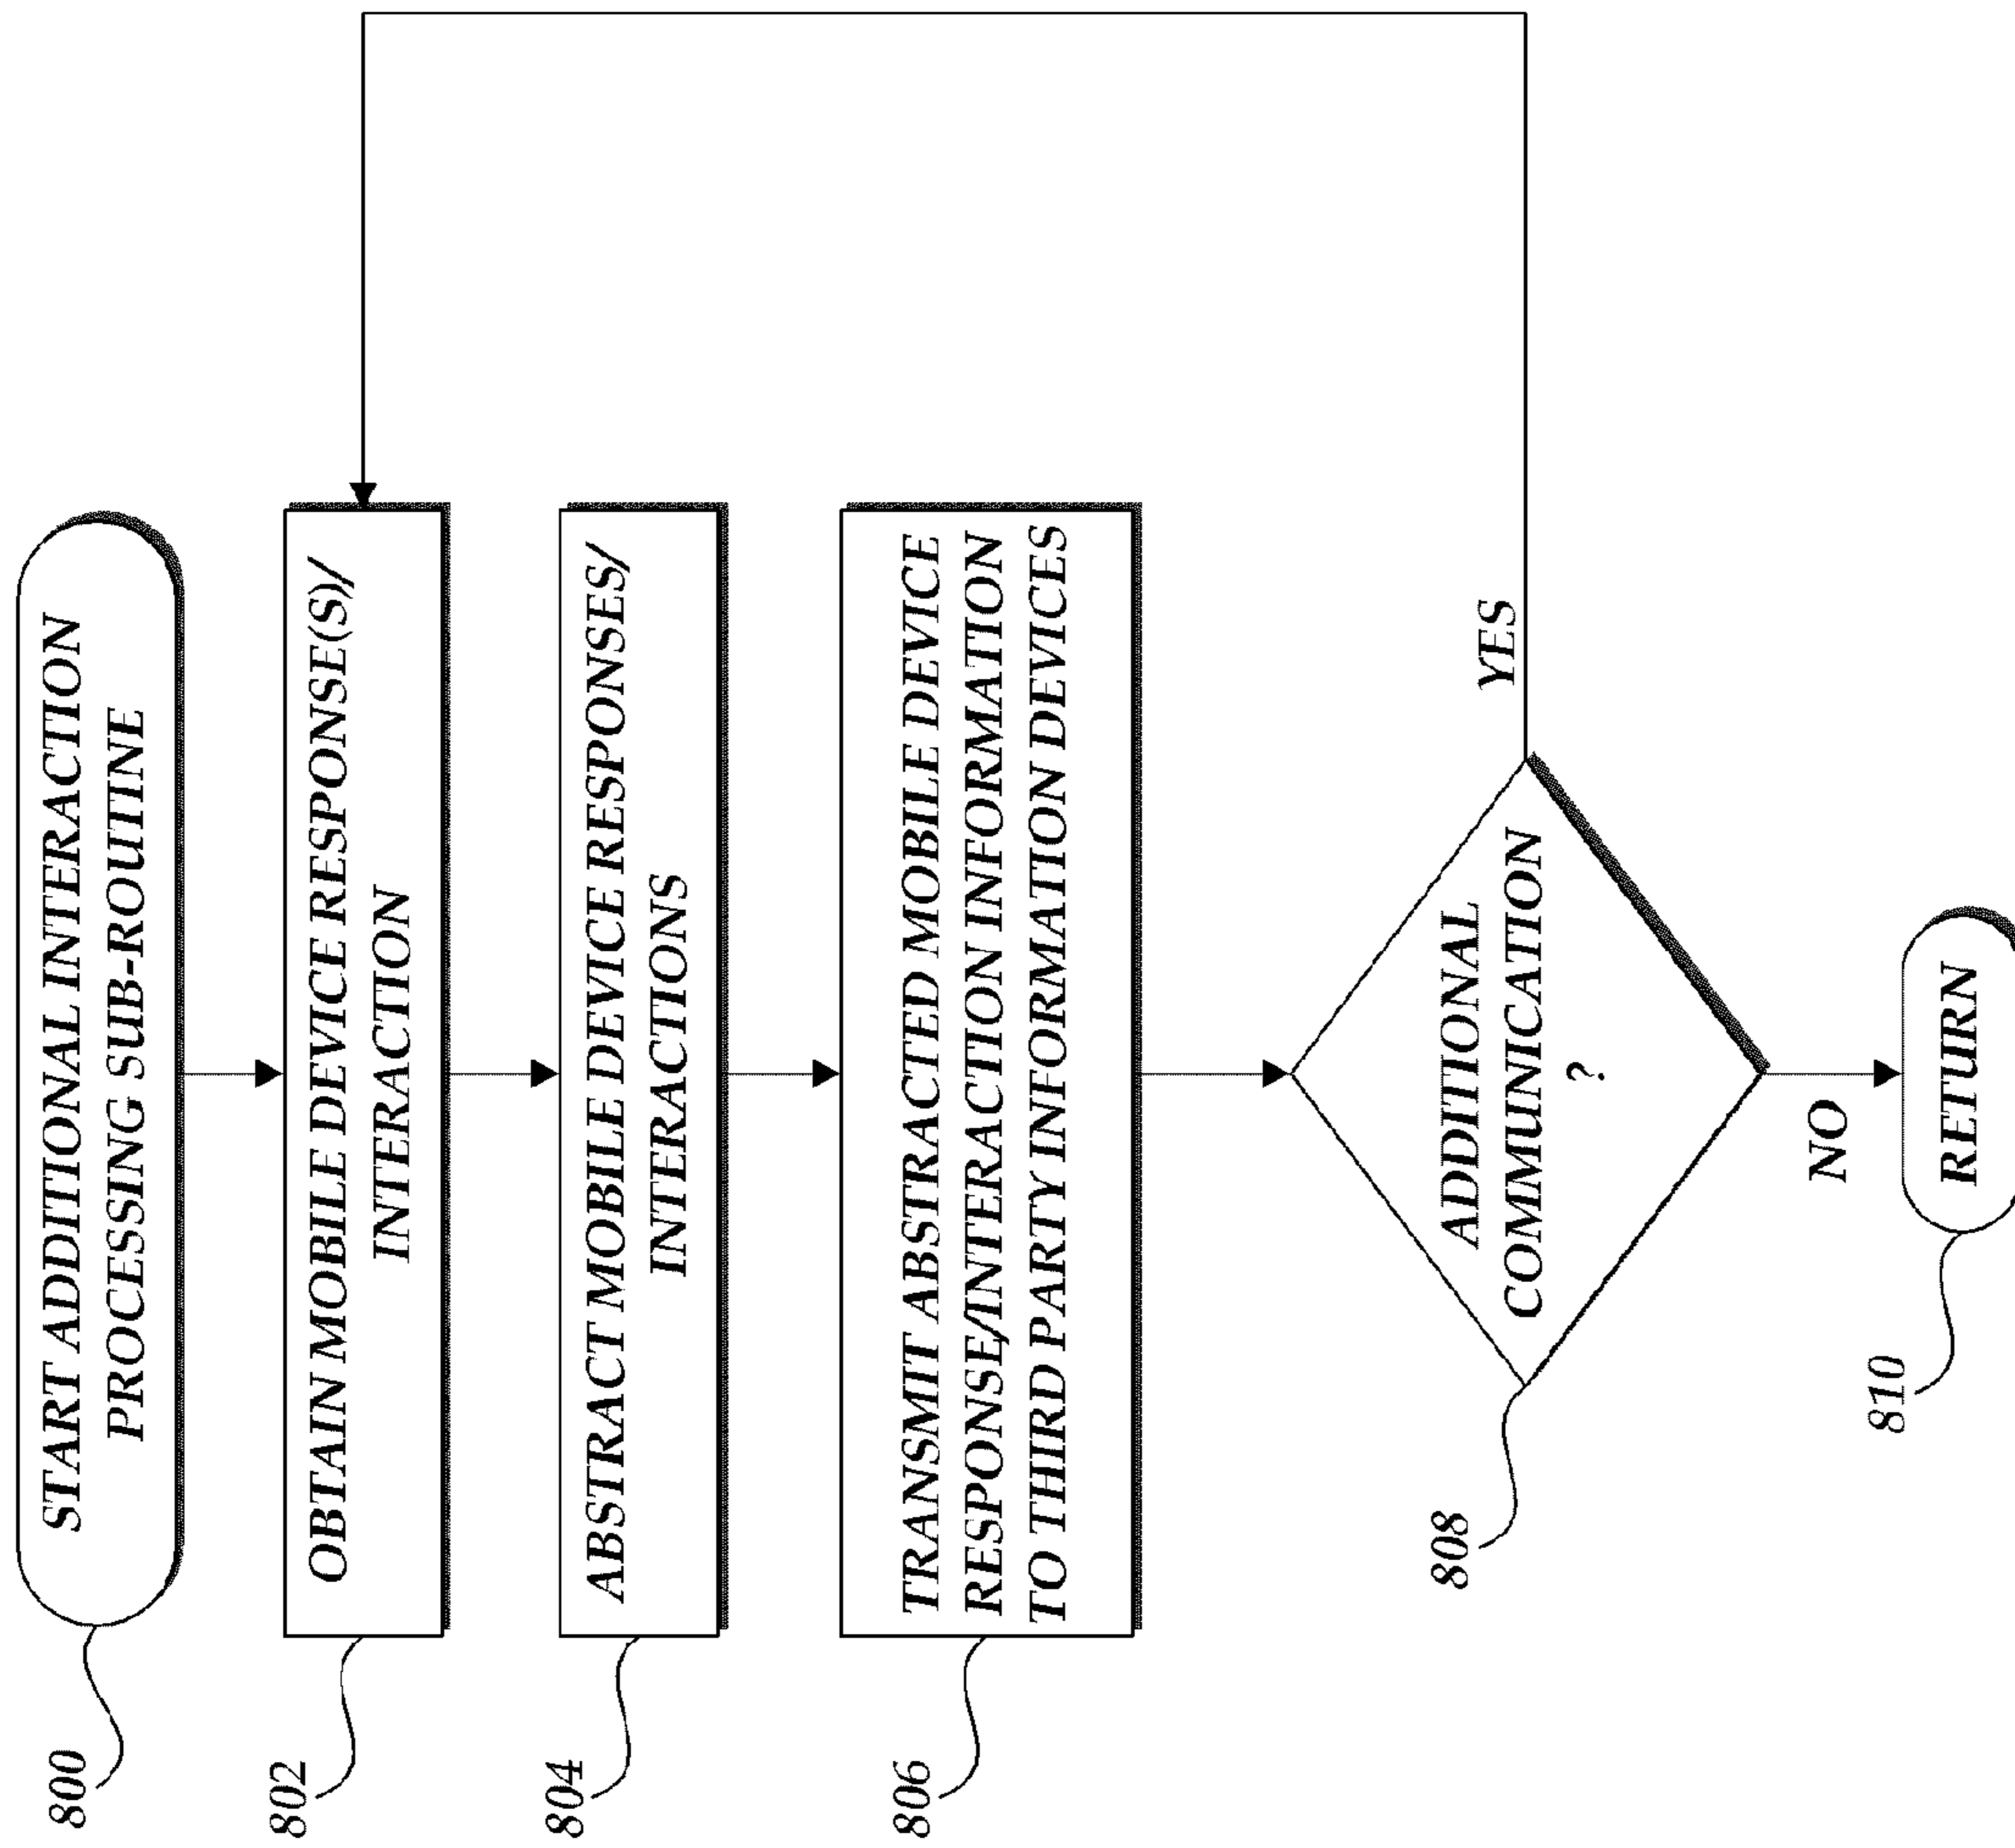 800
START ADDITIONAL INTERACTION
PROCESSING SUB-ROUTINE
802
OBTAIN MOBILE DEVICE RESPONSE(S)/
INTERACTION
804
ABSTRACT MOBILE DEVICE RESPONSES/
INTERACTIONS
806
TRANSMIT ABSTRACTED MOBILE DEVICE
RESPONSE/INTERACTION INFORMATION
TO THIRD PARTY INFORMATION DEVICES
808
ADDITIONAL
COMMUNICATION
?
YES
NO
810
RETURN